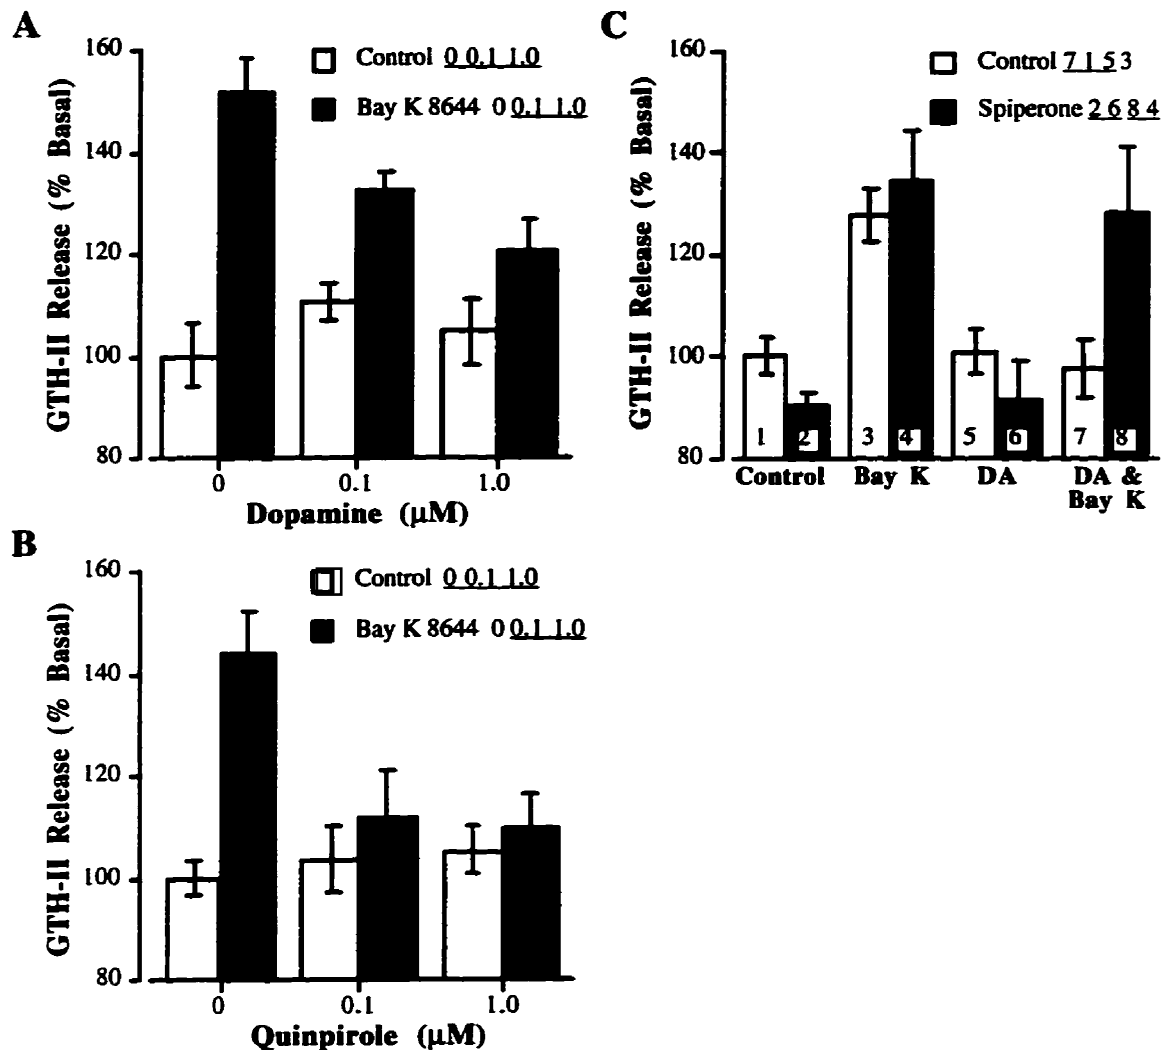 A
160
140
120
100
80
GTH-II Release (% Basal)
Control 0 0.1 1.0
Bay K 8644 0 0.1 1.0
0 0.1 1.0
Dopamine (µM)
B
160
140
120
100
80
GTH-II Release (% Basal)
Control 0 0.1 1.0
Bay K 8644 0 0.1 1.0
0 0.1 1.0
Quinpirole (µM)
C
160
140
120
100
80
GTH-II Release (% Basal)
Control 7 1 5 3
Spiperone 2 6 8 4
1 2 3 4 5 6 7 8
Control Bay K DA DA &
Bay K